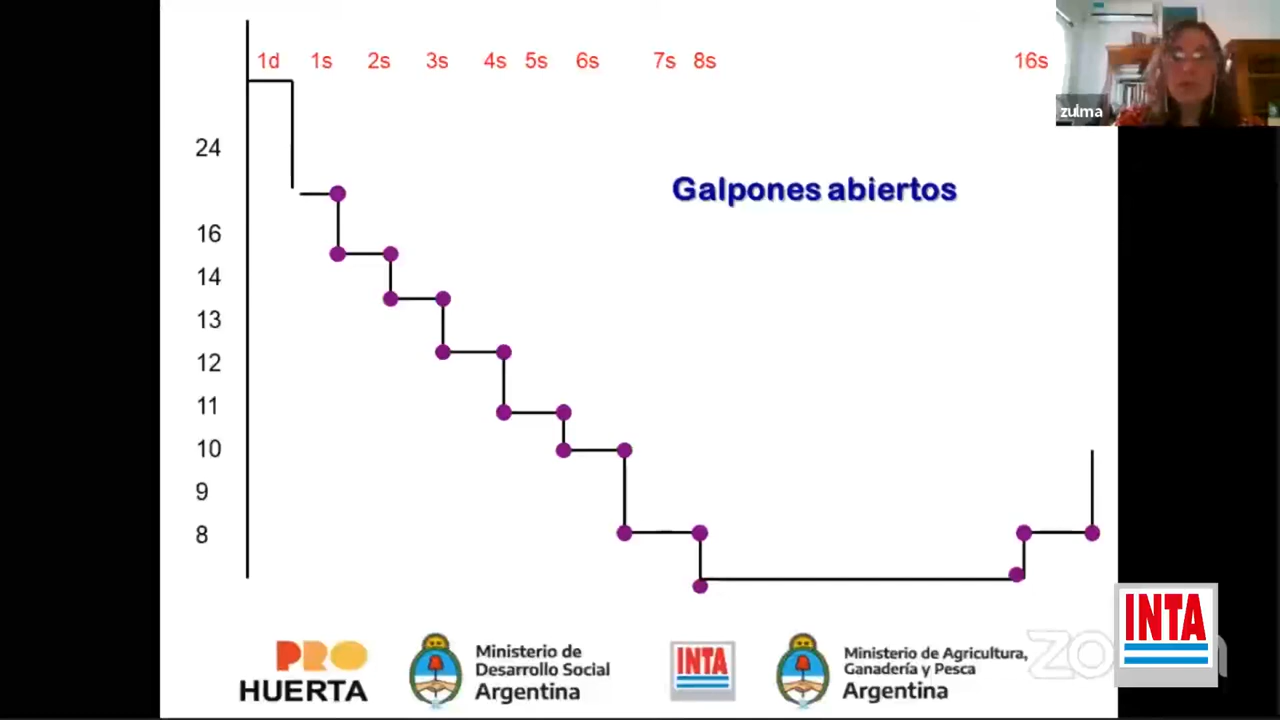 1d 1s 2s 3s 4s 5s 6s 7s 8s 16s
zulma
24
Galpones abiertos
16
14
13
12
11
10
9
8
PRO
HUERTA
Ministerio de
Desarrollo Social
Argentina
INTA
Ministerio de Agricultura,
Ganadería y Pesca
Argentina
INTA